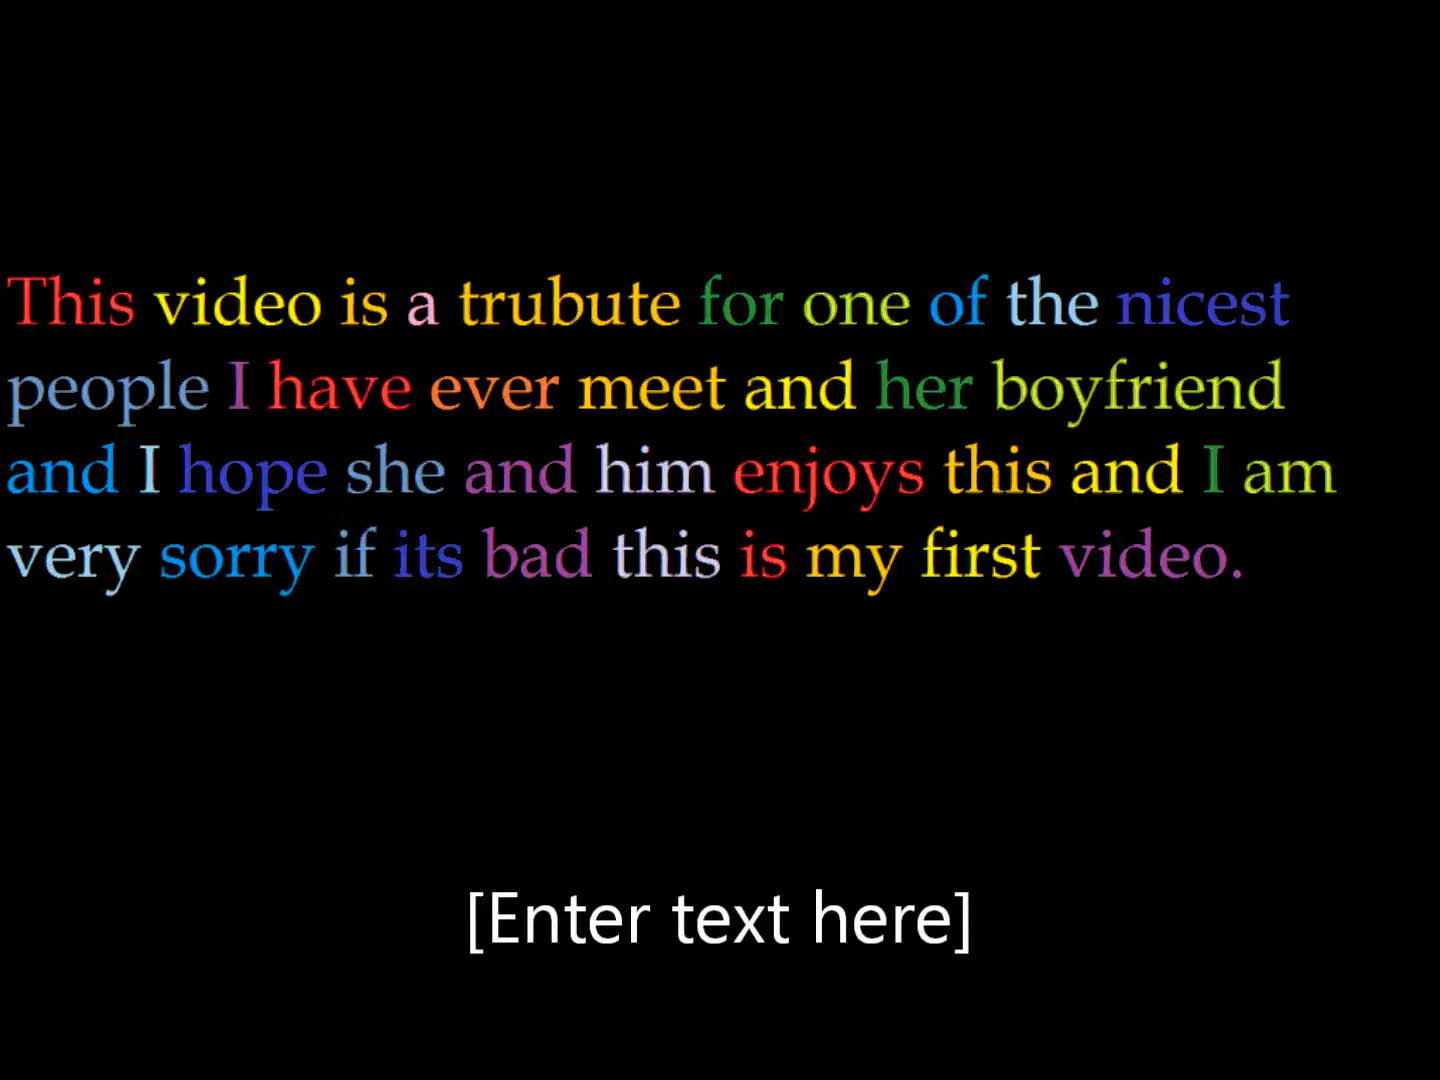 This video is a trubute for one of the nicest
people I have ever meet and her boyfriend
and I hope she and him enjoys this and I am
very sorry if its bad this is my first video.
[Enter text here]